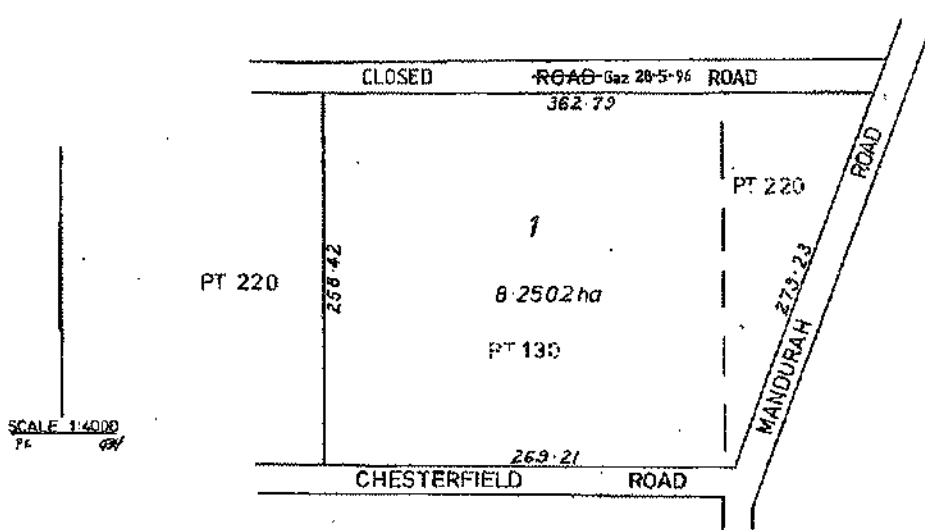 CLOSED ROAD Gaz 28-5-96 ROAD
362·79
PT 220
ROAD
1
258·42
PT 220
8·2502 ha
273·23
PT 130
MANDURAH
SCALE 1:4000
269·21
CHESTERFIELD ROAD